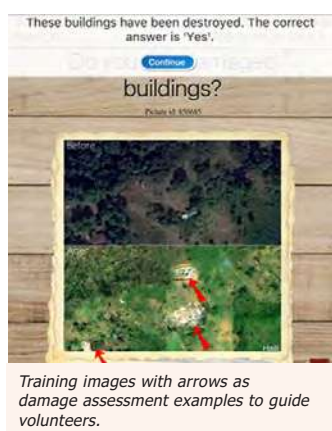 These buildings have been destroyed. The correct
answer is 'Yes'.
Continue
buildings?
Before
Training images with arrows as
damage assessment examples to guide
volunteers.